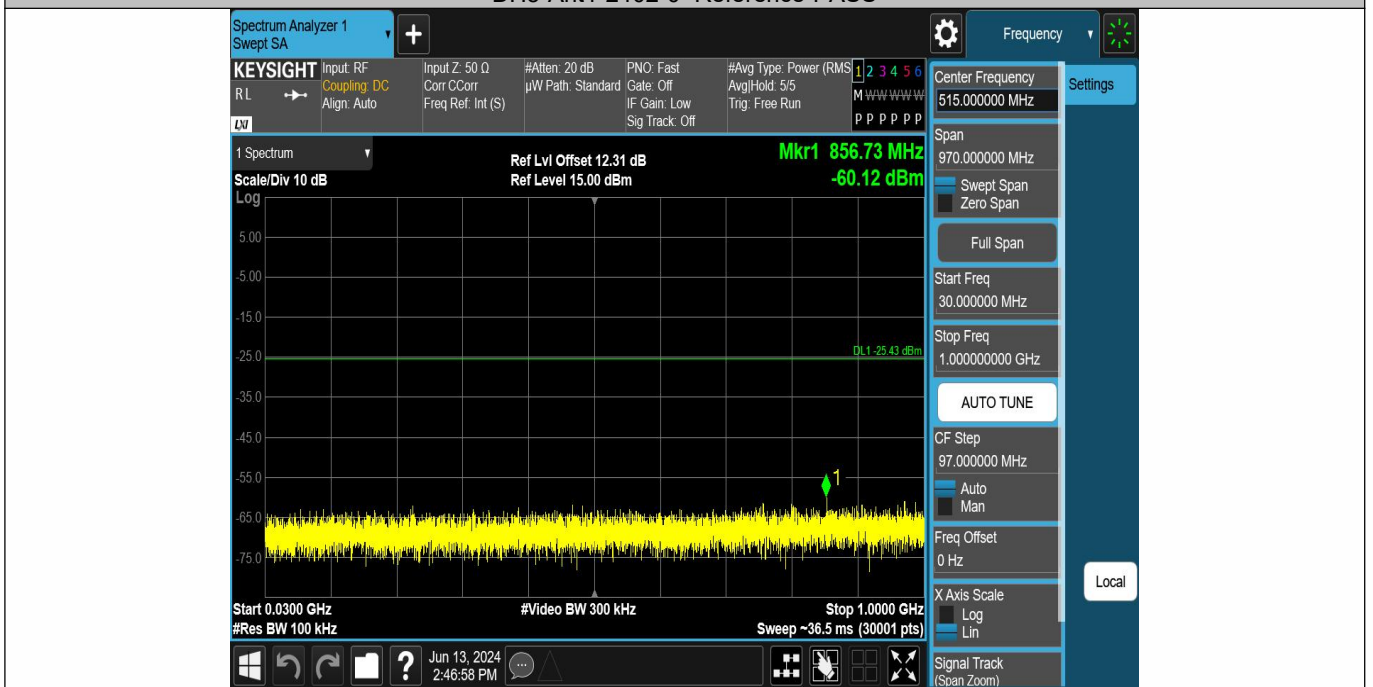 Spectrum Analyzer 1
Swept SA
Frequency
KEYSIGHT
RL
LXI
Input: RF
Coupling: DC
Align: Auto
Input Z: 50 Ω
Corr CCorr
Freq Ref: Int (S)
#Atten: 20 dB
µW Path: Standard
PNO: Fast
Gate: Off
IF Gain: Low
Sig Track: Off
#Avg Type: Power (RMS
Avg|Hold: 5/5
Trig: Free Run
1 2 3 4 5 6
M W W W W W
P P P P P P
1 Spectrum
Scale/Div 10 dB
Log
Ref Lvl Offset 12.31 dB
Ref Level 15.00 dBm
Mkr1 856.73 MHz
-60.12 dBm
5.00
-5.00
-15.0
-25.0
DL1 -25.43 dBm
-35.0
-45.0
-55.0
1
-65.0
-75.0
Start 0.0300 GHz
#Res BW 100 kHz
#Video BW 300 kHz
Stop 1.0000 GHz
Sweep ~36.5 ms (30001 pts)
Jun 13, 2024
2:46:58 PM
Center Frequency
515.000000 MHz
Settings
Span
970.000000 MHz
Swept Span
Zero Span
Full Span
Start Freq
30.000000 MHz
Stop Freq
1.000000000 GHz
AUTO TUNE
CF Step
97.000000 MHz
Auto
Man
Freq Offset
0 Hz
X Axis Scale
Log
Lin
Local
Signal Track
(Span Zoom)